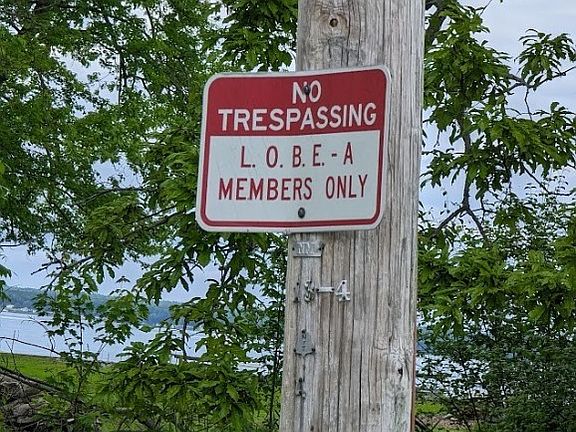 NO
TRESPASSING
L. O. B. E. - A
MEMBERS ONLY